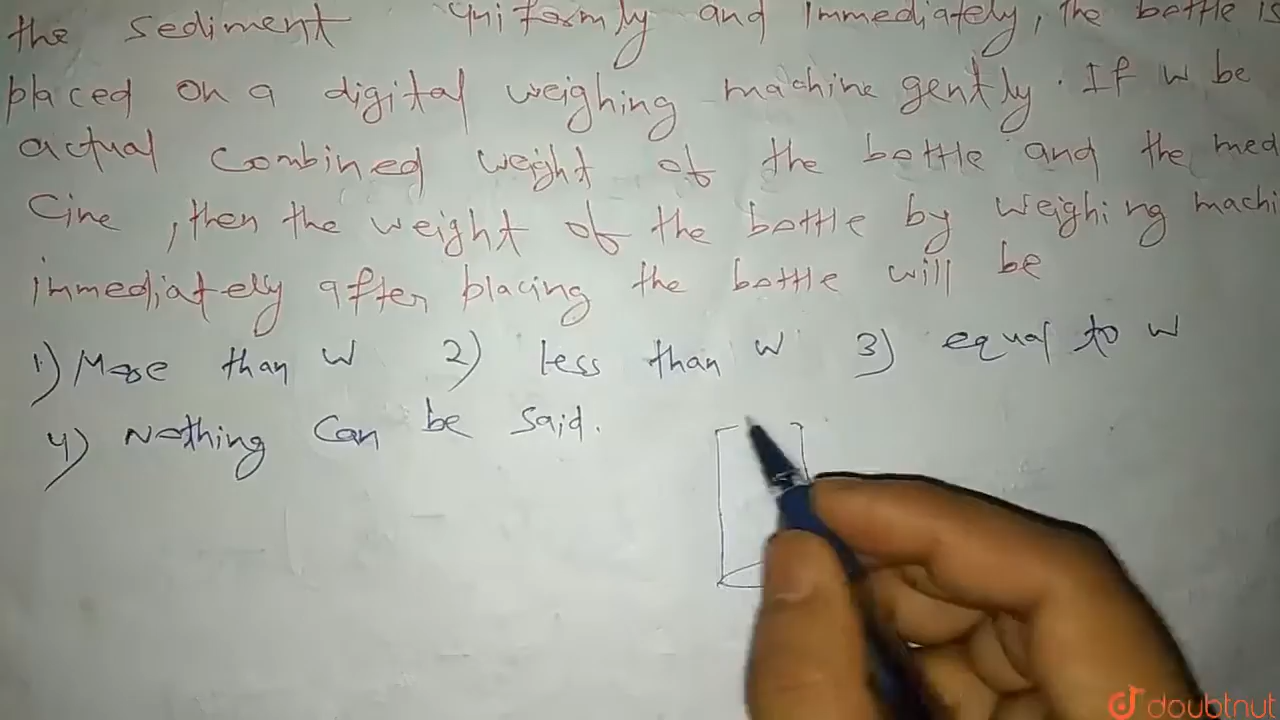 the sediment uniformly and immediately, the bottle is
placed on a digital weighing machine gently. If w be
actual combined weight of the bottle and the med
cine, then the weight of the bottle by weighing machi
immediately after placing the bottle will be
1) More than W 2) less than W 3) equal to W
4) Nothing can be said.
doubtnut